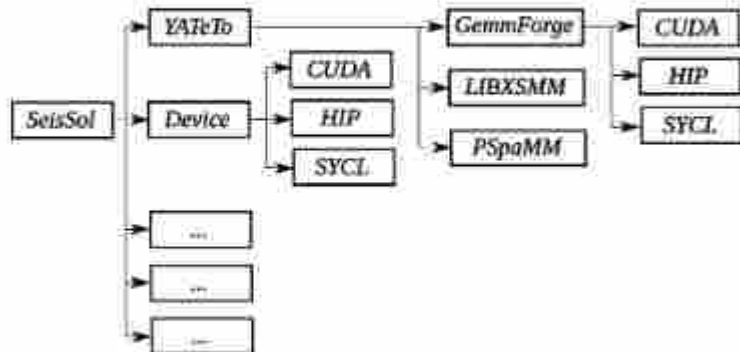 YATeTo
GemmForge
CUDA
CUDA
LIBXSMM
HIP
SeisSol
Device
HIP
PSpaMM
SYCL
SYCL
...
...
...